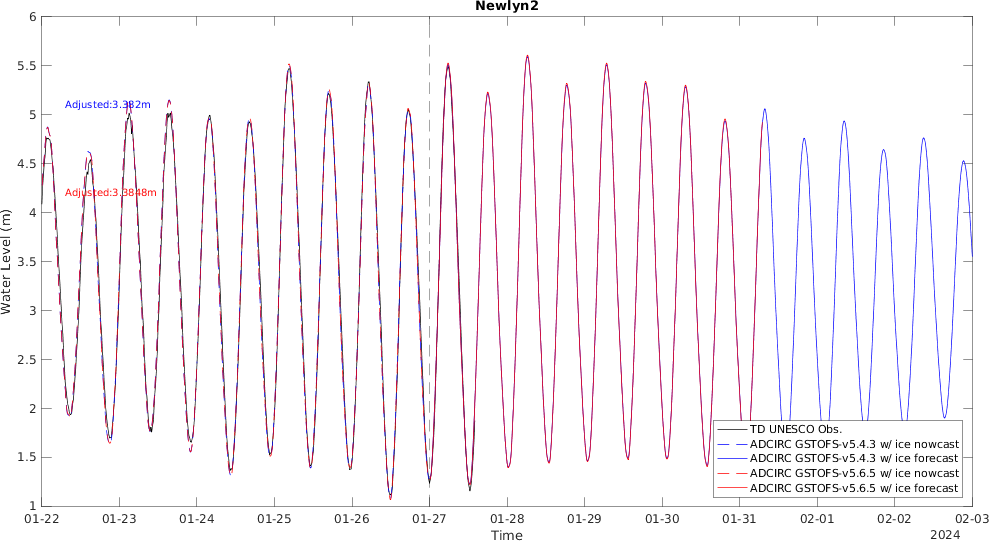 Newlyn2
6
5.5
5
4.5
4
3.5
3
2.5
2
1.5
1
Water Level (m)
Adjusted:3.382m
Adjusted:3.3848m
TD UNESCO Obs.
ADCIRC GSTOFS-v5.4.3 w/ ice nowcast
ADCIRC GSTOFS-v5.4.3 w/ ice forecast
ADCIRC GSTOFS-v5.6.5 w/ ice nowcast
ADCIRC GSTOFS-v5.6.5 w/ ice forecast
01-22 01-23 01-24 01-25 01-26 01-27 01-28 01-29 01-30 01-31 02-01 02-02 02-03
Time
2024